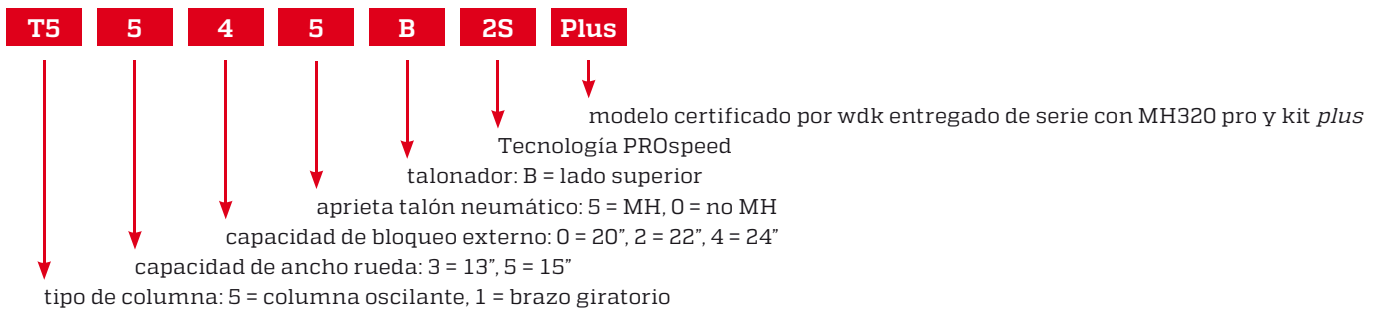 T5 5 4 5 B 2S Plus
modelo certificado por wdk entregado de serie con MH320 pro y kit plus
Tecnología PROspeed
talonador: B = lado superior
aprieta talón neumático: 5 = MH, 0 = no MH
capacidad de bloqueo externo: 0 = 20”, 2 = 22”, 4 = 24”
capacidad de ancho rueda: 3 = 13”, 5 = 15”
tipo de columna: 5 = columna oscilante, 1 = brazo giratorio